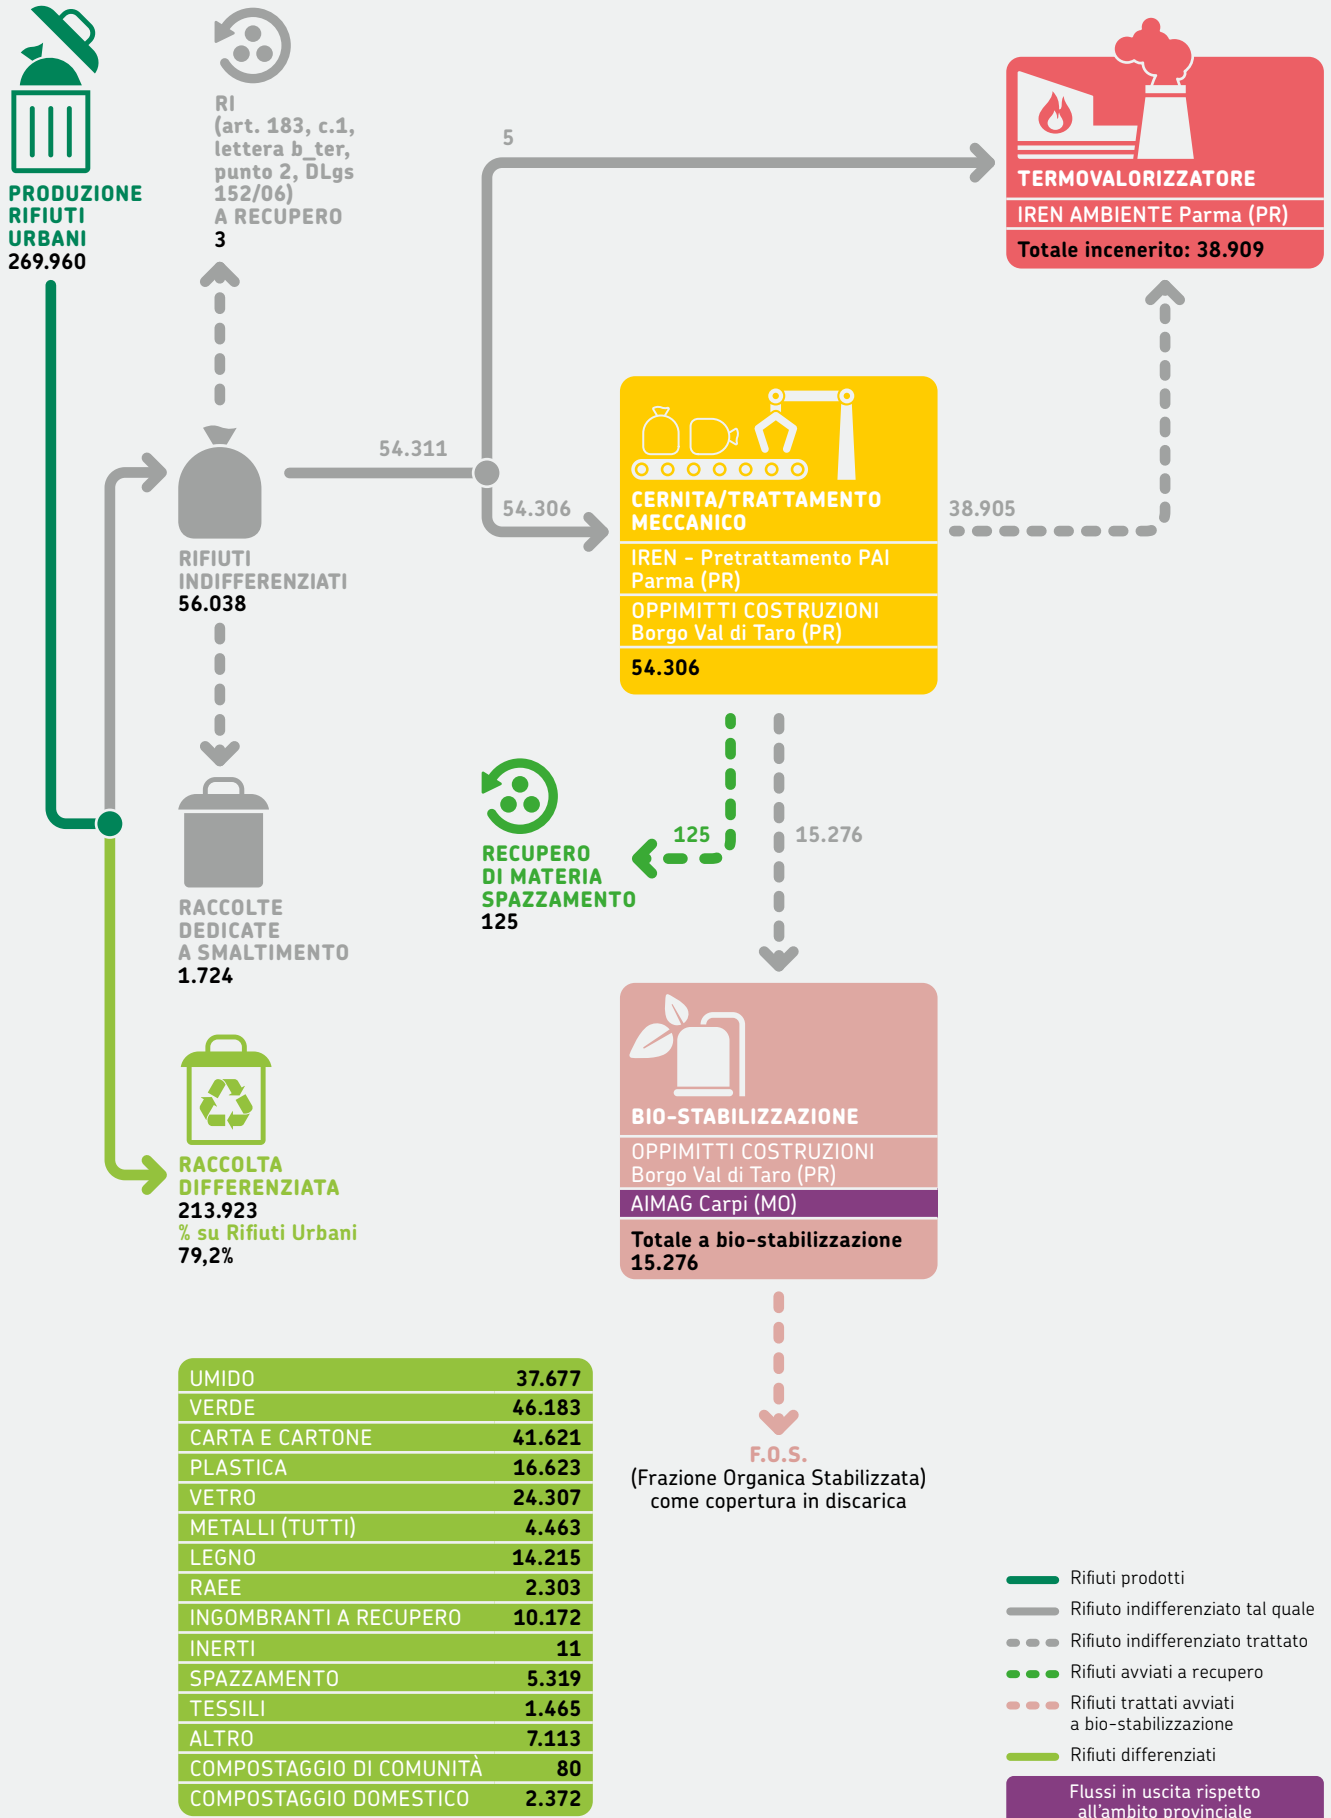 PRODUZIONE
RIFIUTI
URBANI
269.960
RI
(art. 183, c.1,
lettera b_ter,
punto 2, DLgs
152/06)
A RECUPERO
3
5
TERMOVALORIZZATORE
IREN AMBIENTE Parma (PR)
Totale incenerito: 38.909
54.311
54.306
RIFIUTI
INDIFFERENZIATI
56.038
CERNITA/TRATTAMENTO
MECCANICO
IREN - Pretrattamento PAI
Parma (PR)
OPPIMITTI COSTRUZIONI
Borgo Val di Taro (PR)
54.306
38.905
125
15.276
RECUPERO
DI MATERIA
SPAZZAMENTO
125
RACCOLTE
DEDICATE
A SMALTIMENTO
1.724
RACCOLTA
DIFFERENZIATA
213.923
% su Rifiuti Urbani
79,2%
BIO-STABILIZZAZIONE
OPPIMITTI COSTRUZIONI
Borgo Val di Taro (PR)
AIMAG Carpi (MO)
Totale a bio-stabilizzazione
15.276
F.O.S.
(Frazione Organica Stabilizzata)
come copertura in discarica
UMIDO 37.677
VERDE 46.183
CARTA E CARTONE 41.621
PLASTICA 16.623
VETRO 24.307
METALLI (TUTTI) 4.463
LEGNO 14.215
RAEE 2.303
INGOMBRANTI A RECUPERO 10.172
INERTI 11
SPAZZAMENTO 5.319
TESSILI 1.465
ALTRO 7.113
COMPOSTAGGIO DI COMUNITÀ 80
COMPOSTAGGIO DOMESTICO 2.372
Rifiuti prodotti
Rifiuto indifferenziato tal quale
Rifiuto indifferenziato trattato
Rifiuti avviati a recupero
Rifiuti trattati avviati
a bio-stabilizzazione
Rifiuti differenziati
Flussi in uscita rispetto
all'ambito provinciale